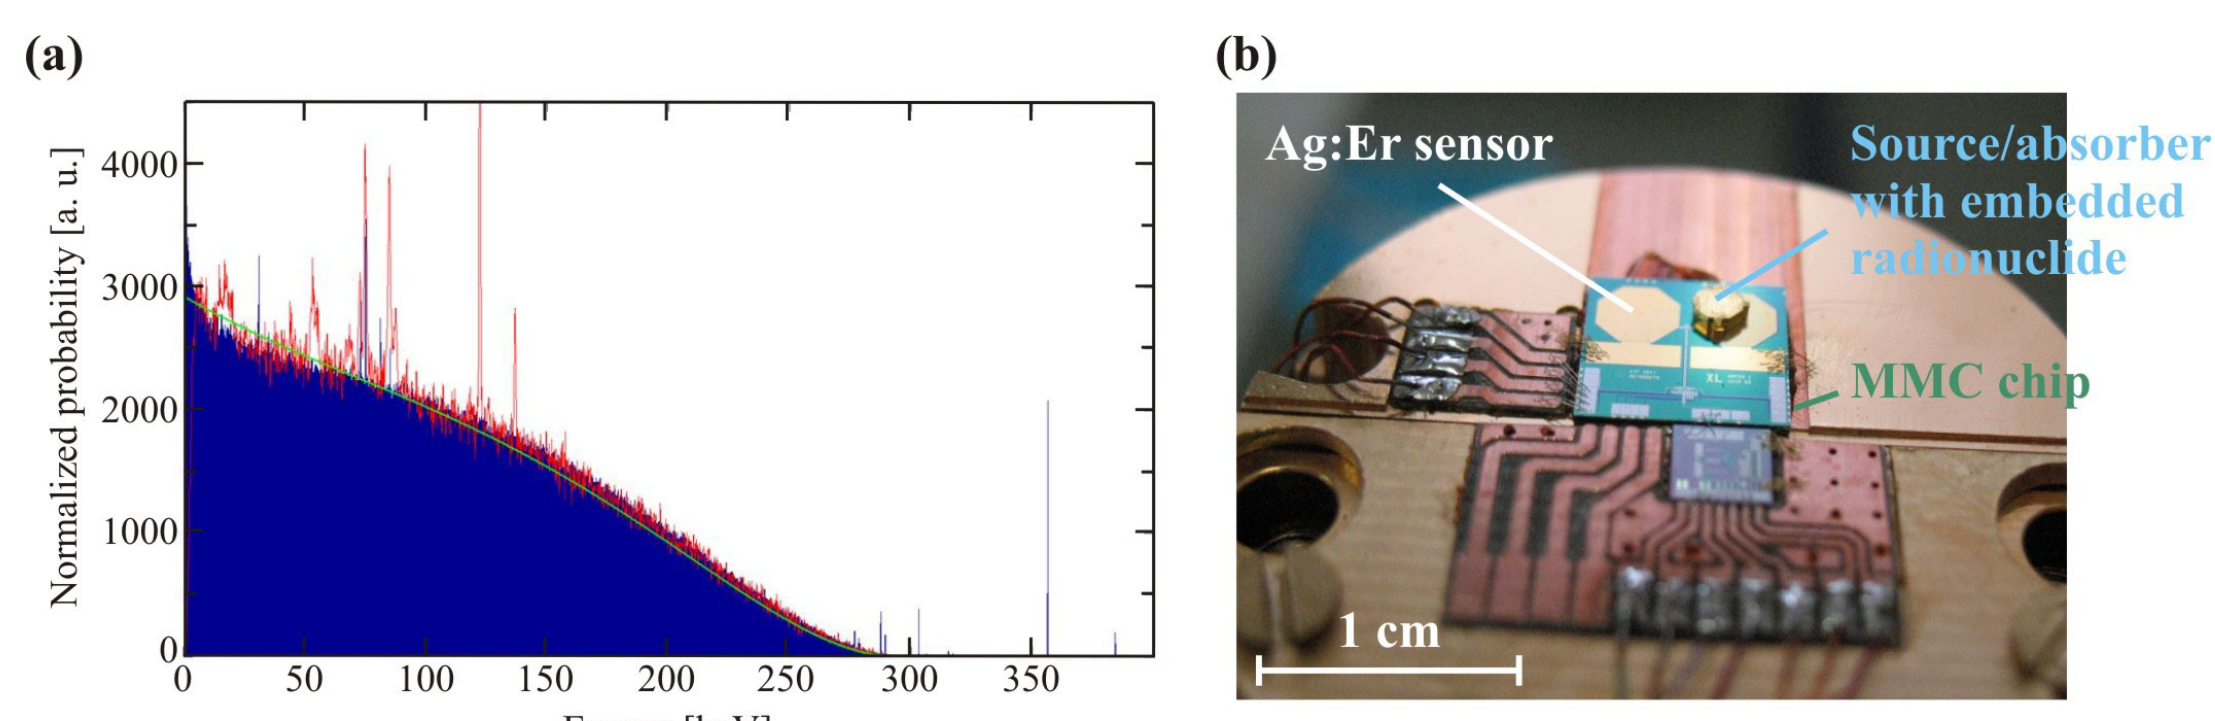 (a)
(b)
Normalized probability [a. u.]
4000
3000
2000
1000
0
0 50 100 150 200 250 300 350
Ag:Er sensor
Source/absorber
with embedded
radionuclide
MMC chip
XL
1 cm